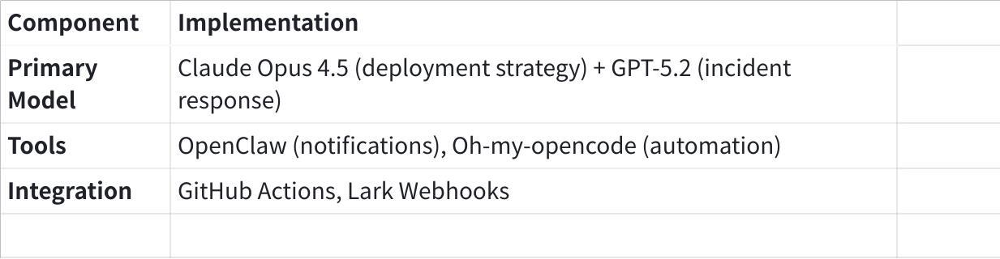 Component Implementation
Primary Model Claude Opus 4.5 (deployment strategy) + GPT-5.2 (incident response)
Tools OpenClaw (notifications), Oh-my-opencode (automation)
Integration GitHub Actions, Lark Webhooks